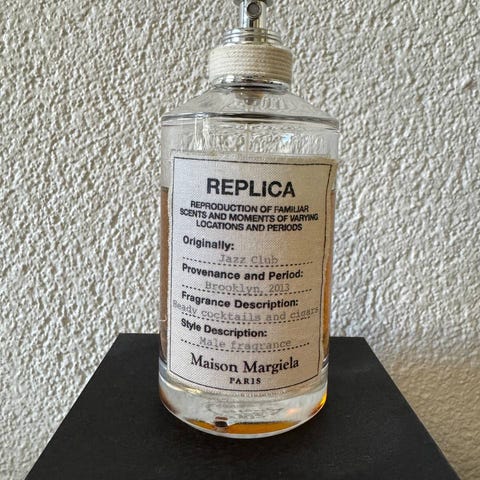 REPLICA
REPRODUCTION OF FAMILIAR
SCENTS AND MOMENTS OF VARYING
LOCATIONS AND PERIODS
Originally:
Jazz Club
Provenance and Period:
Brooklyn, 2013
Fragrance Description:
Heady cocktails and cigars
Style Description:
Male fragrance
Maison Margiela
PARIS